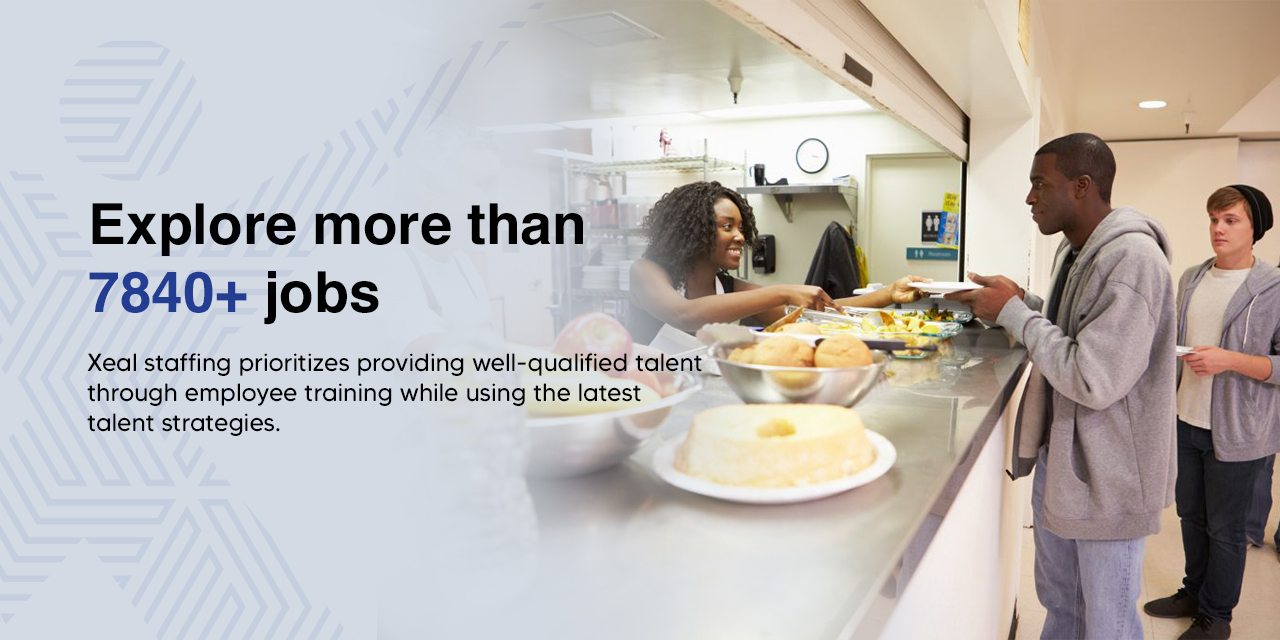 Explore more than
7840+ jobs
Xeal staffing prioritizes providing well-qualified talent
through employee training while using the latest
talent strategies.
Restroom